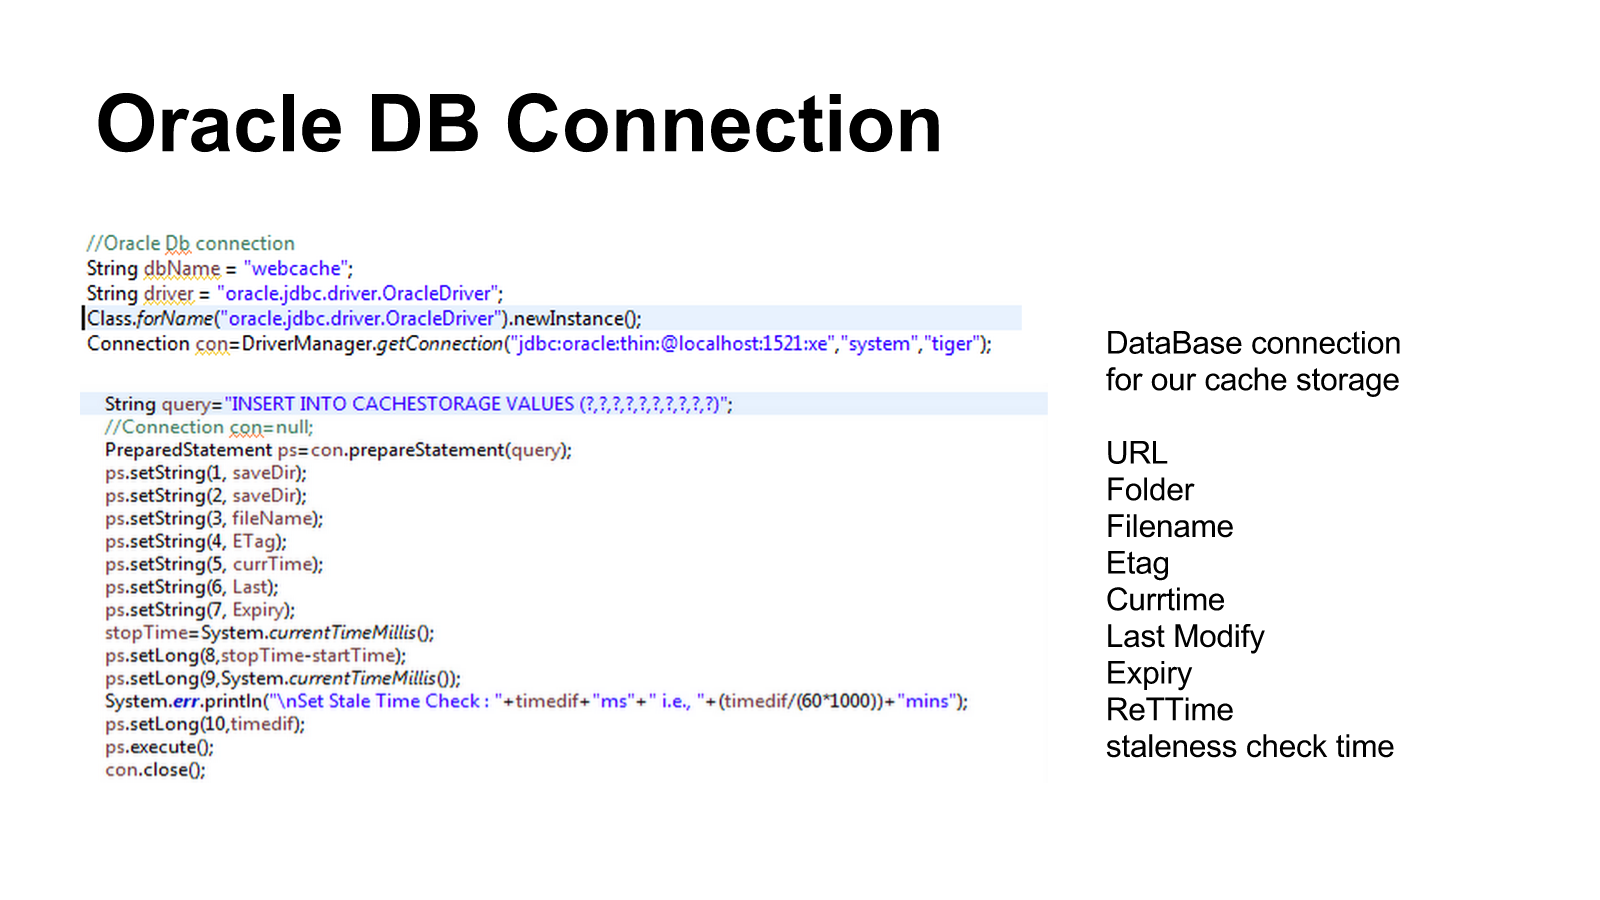 Oracle DB Connection
//Oracle Db connection
String dbName = "webcache";
String driver = "oracle.jdbc.driver.OracleDriver";
Class.forName("oracle.jdbc.driver.OracleDriver").newInstance();
Connection con=DriverManager.getConnection("jdbc:oracle:thin:@localhost:1521:xe","system","tiger");
String query="INSERT INTO CACHESTORAGE VALUES (?,?,?,?,?,?,?,?,?,?)";
//Connection con=null;
PreparedStatement ps=con.prepareStatement(query);
ps.setString(1, saveDir);
ps.setString(2, saveDir);
ps.setString(3, fileName);
ps.setString(4, ETag);
ps.setString(5, currTime);
ps.setString(6, Last);
ps.setString(7, Expiry);
stopTime=System.currentTimeMillis();
ps.setLong(8,stopTime-startTime);
ps.setLong(9,System.currentTimeMillis());
System.err.println("\nSet Stale Time Check : "+timedif+"ms"+" i.e., "+(timedif/(60*1000))+"mins");
ps.setLong(10,timedif);
ps.execute();
con.close();
DataBase connection
for our cache storage
URL
Folder
Filename
Etag
Currtime
Last Modify
Expiry
ReTTime
staleness check time